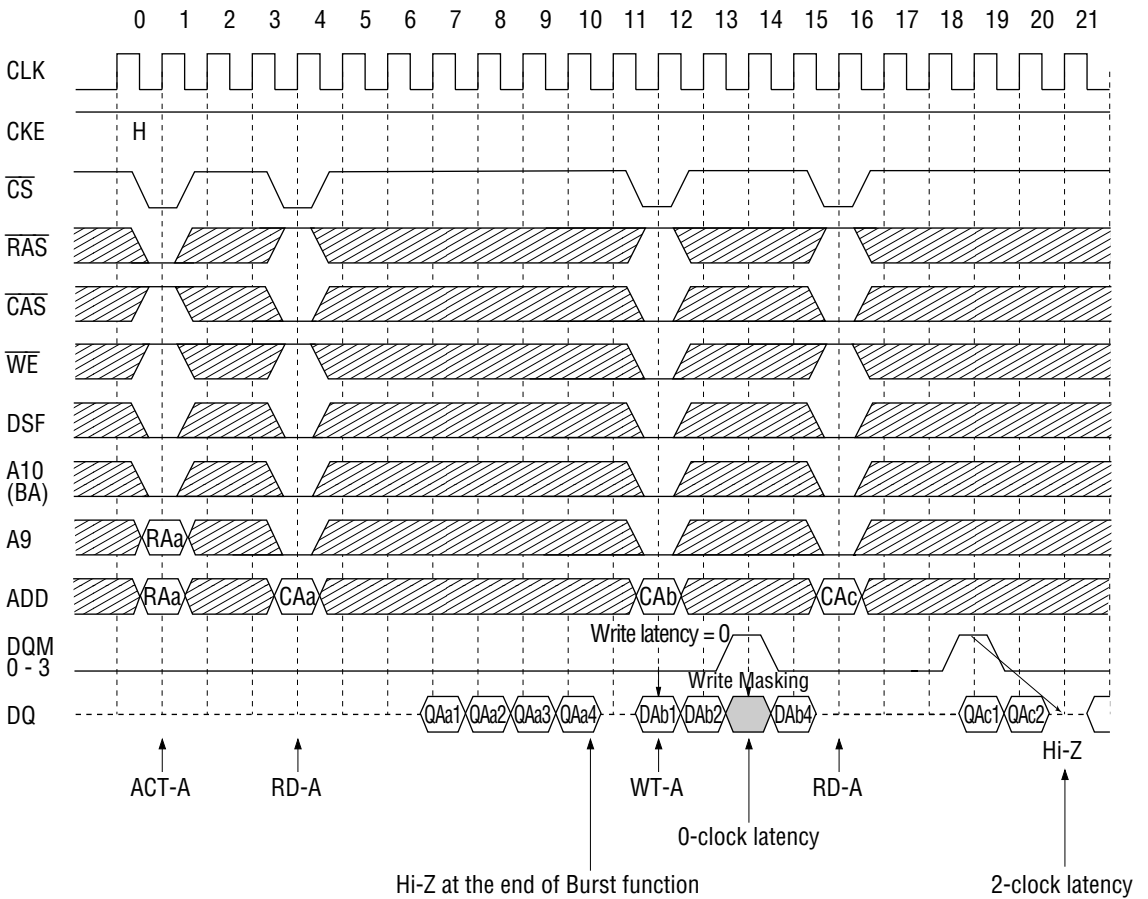 0 1 2 3 4 5 6 7 8 9 10 11 12 13 14 15 16 17 18 19 20 21
CLK
CKE H
CS
RAS
CAS
WE
DSF
A10
(BA)
A9 RAa
ADD RAa CAa CAb CAc
Write latency = 0
DQM
0 - 3
Write Masking
DQ QAa1 QAa2 QAa3 QAa4 DAb1 DAb2 DAb4 QAc1 QAc2
Hi-Z
ACT-A RD-A WT-A RD-A
0-clock latency
Hi-Z at the end of Burst function 2-clock latency